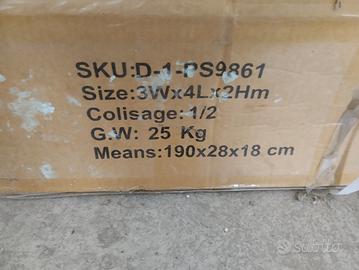 SKU:D-1-PS9861
Size:3Wx4Lx2Hm
Colisage:1/2
G.W: 25 Kg
Means:190x28x18 cm
Subito